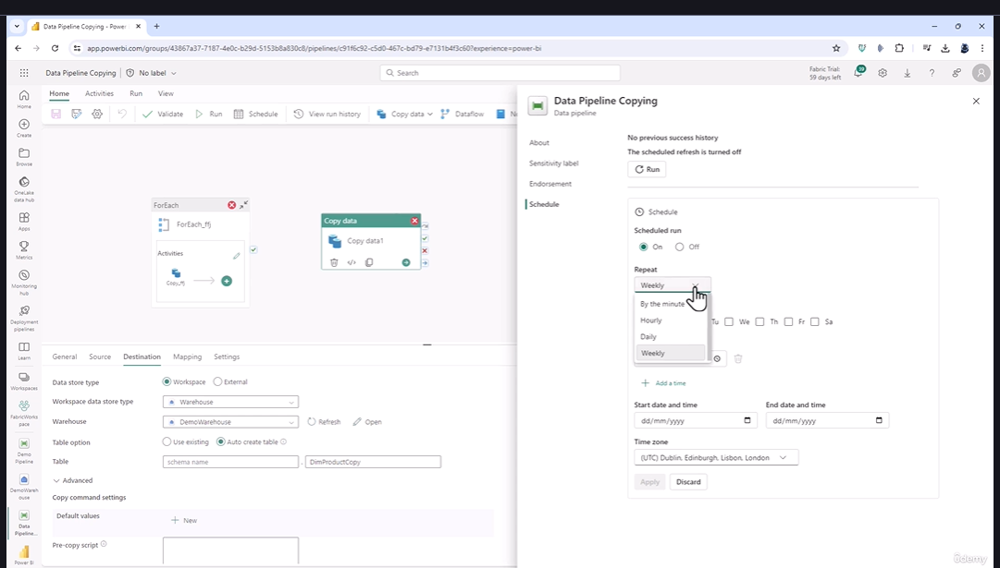 Data Pipeline Copying - Power
app.powerbi.com/groups/43867a37-7187-4e0c-b29d-5153b8a830c8/pipelines/c91f6c92-c5d0-467c-bd79-e7131b4f3c60?experience=power-bi
Data Pipeline Copying No label
Search
Fabric Trial:
59 days left
Home Activities Run View
Validate Run Schedule View run history Copy data Dataflow
Home
Create
Browse
OneLake
data hub
Apps
Metrics
Monitoring
hub
Deployment
pipelines
Learn
Workspaces
FabricWorks
pace
Demo
Pipeline
DemoWareh
ouse
Data
Pipeline...
Power BI
ForEach
ForEach_ffj
Activities
Copy_ffj
Copy data
Copy data1
General Source Destination Mapping Settings
Data store type Workspace External
Workspace data store type Warehouse
Warehouse DemoWarehouse Refresh Open
Table option Use existing Auto create table
Table schema name . DimProductCopy
Advanced
Copy command settings
Default values
New
Pre-copy script
Data Pipeline Copying
Data pipeline
About
Sensitivity label
Endorsement
Schedule
No previous success history
The scheduled refresh is turned off
Run
Schedule
Scheduled run
On Off
Repeat
Weekly
By the minute
Hourly
Daily
Weekly
Tu We Th Fr Sa
Add a time
Start date and time End date and time
dd/mm/yyyy dd/mm/yyyy
Time zone
(UTC) Dublin, Edinburgh, Lisbon, London
Apply Discard
ûdemy